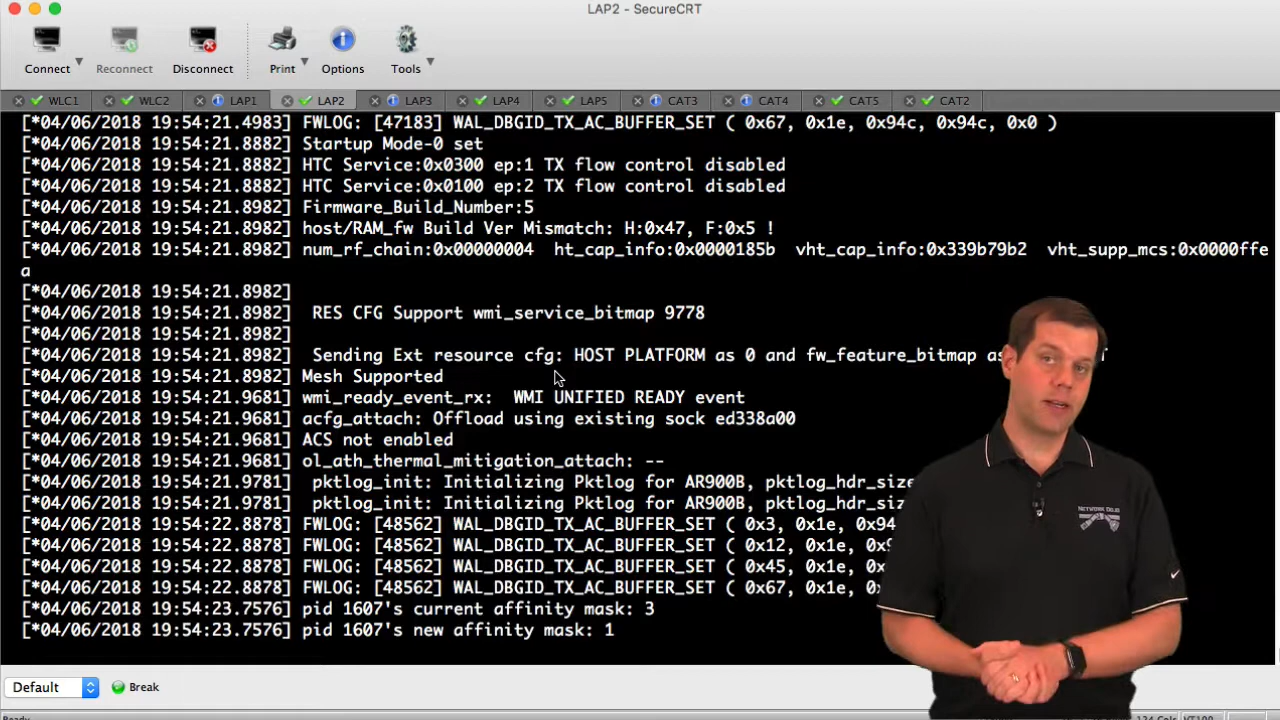 LAP2 - SecureCRT
Connect Reconnect Disconnect Print Options Tools
WLC1 WLC2 LAP1 LAP2 LAP3 LAP4 LAP5 CAT3 CAT4 CAT5 CAT2
[*04/06/2018 19:54:21.4983] FWLOG: [47183] WAL_DBGID_TX_AC_BUFFER_SET ( 0x67, 0x1e, 0x94c, 0x94c, 0x0 )
[*04/06/2018 19:54:21.8882] Startup Mode-0 set
[*04/06/2018 19:54:21.8882] HTC Service:0x0300 ep:1 TX flow control disabled
[*04/06/2018 19:54:21.8882] HTC Service:0x0100 ep:2 TX flow control disabled
[*04/06/2018 19:54:21.8982] Firmware_Build_Number:5
[*04/06/2018 19:54:21.8982] host/RAM_fw Build Ver Mismatch: H:0x47, F:0x5 !
[*04/06/2018 19:54:21.8982] num_rf_chain:0x00000004 ht_cap_info:0x0000185b vht_cap_info:0x339b79b2 vht_supp_mcs:0x0000ffe
a
[*04/06/2018 19:54:21.8982]
[*04/06/2018 19:54:21.8982] RES CFG Support wmi_service_bitmap 9778
[*04/06/2018 19:54:21.8982]
[*04/06/2018 19:54:21.8982] Sending Ext resource cfg: HOST PLATFORM as 0 and fw_feature_bitmap as
[*04/06/2018 19:54:21.8982] Mesh Supported
[*04/06/2018 19:54:21.9681] wmi_ready_event_rx: WMI UNIFIED READY event
[*04/06/2018 19:54:21.9681] acfg_attach: Offload using existing sock ed338a00
[*04/06/2018 19:54:21.9681] ACS not enabled
[*04/06/2018 19:54:21.9681] ol_ath_thermal_mitigation_attach: --
[*04/06/2018 19:54:21.9781] pktlog_init: Initializing Pktlog for AR900B, pktlog_hdr_size
[*04/06/2018 19:54:21.9781] pktlog_init: Initializing Pktlog for AR900B, pktlog_hdr_size
[*04/06/2018 19:54:22.8878] FWLOG: [48562] WAL_DBGID_TX_AC_BUFFER_SET ( 0x3, 0x1e,
[*04/06/2018 19:54:22.8878] FWLOG: [48562] WAL_DBGID_TX_AC_BUFFER_SET ( 0x12, 0x1e,
[*04/06/2018 19:54:22.8878] FWLOG: [48562] WAL_DBGID_TX_AC_BUFFER_SET ( 0x45, 0x1e,
[*04/06/2018 19:54:22.8878] FWLOG: [48562] WAL_DBGID_TX_AC_BUFFER_SET ( 0x67, 0x1e,
[*04/06/2018 19:54:23.7576] pid 1607's current affinity mask: 3
[*04/06/2018 19:54:23.7576] pid 1607's new affinity mask: 1
NETWORK DOJO
Default Break